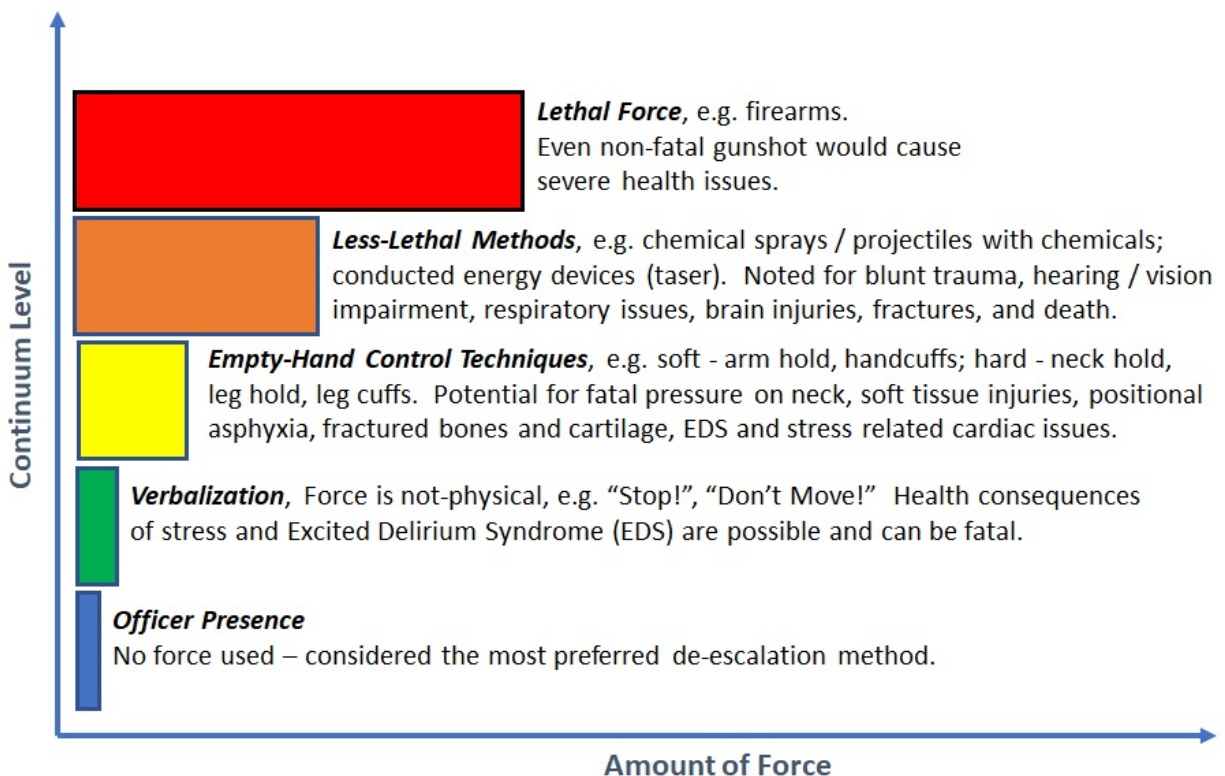 Lethal Force, e.g. firearms.
Even non-fatal gunshot would cause
severe health issues.
Less-Lethal Methods, e.g. chemical sprays / projectiles with chemicals;
conducted energy devices (taser). Noted for blunt trauma, hearing / vision
impairment, respiratory issues, brain injuries, fractures, and death.
Empty-Hand Control Techniques, e.g. soft - arm hold, handcuffs; hard - neck hold,
leg hold, leg cuffs. Potential for fatal pressure on neck, soft tissue injuries, positional
asphyxia, fractured bones and cartilage, EDS and stress related cardiac issues.
Verbalization, Force is not-physical, e.g. “Stop!”, “Don’t Move!” Health consequences
of stress and Excited Delirium Syndrome (EDS) are possible and can be fatal.
Officer Presence
No force used – considered the most preferred de-escalation method.
Continuum Level
Amount of Force